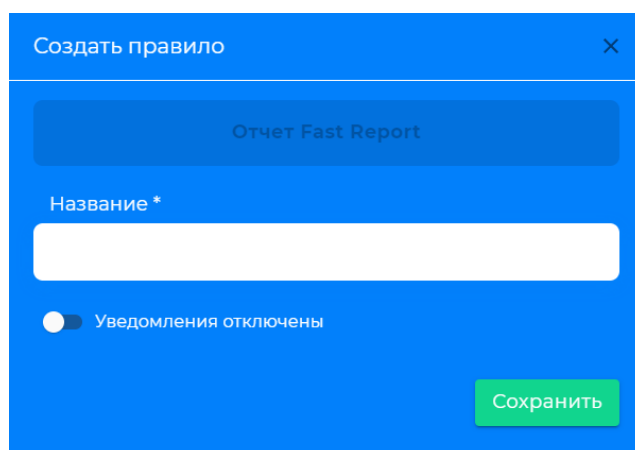 Создать правило
Отчет Fast Report
Название *
Уведомления отключены
Сохранить